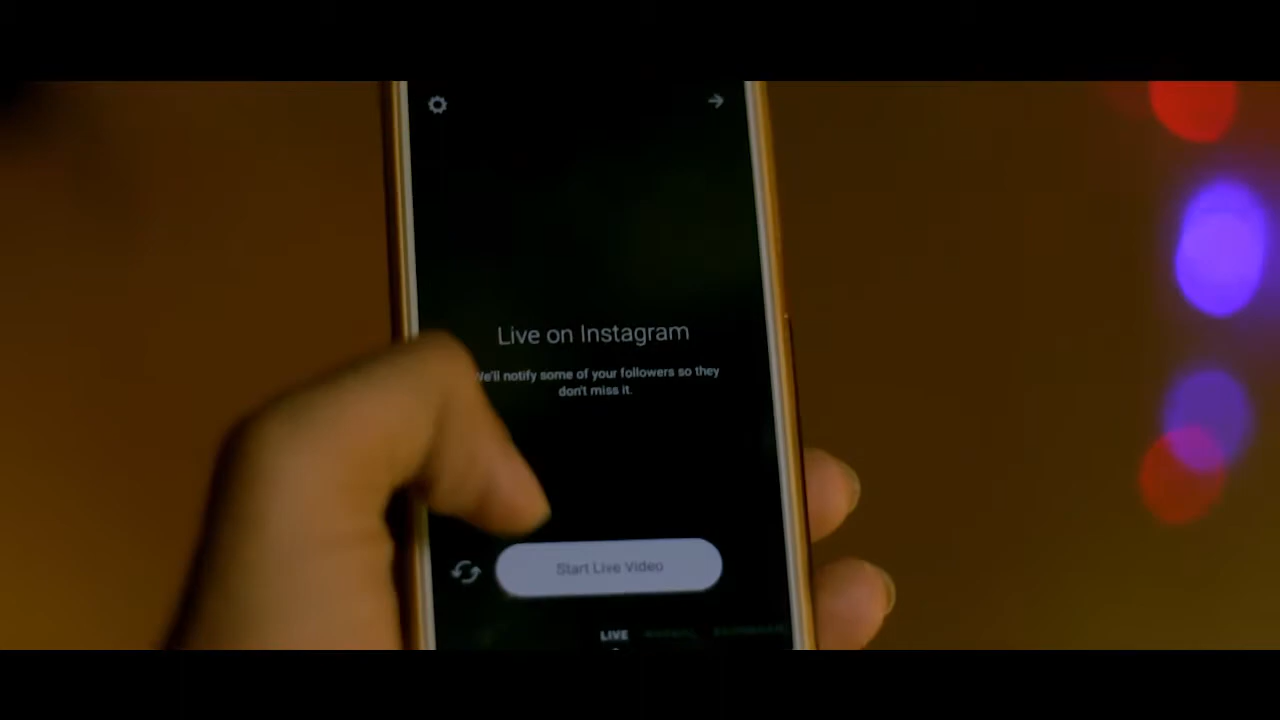 Live on Instagram
We'll notify some of your followers so they
don't miss it.
Start Live Video
LIVE